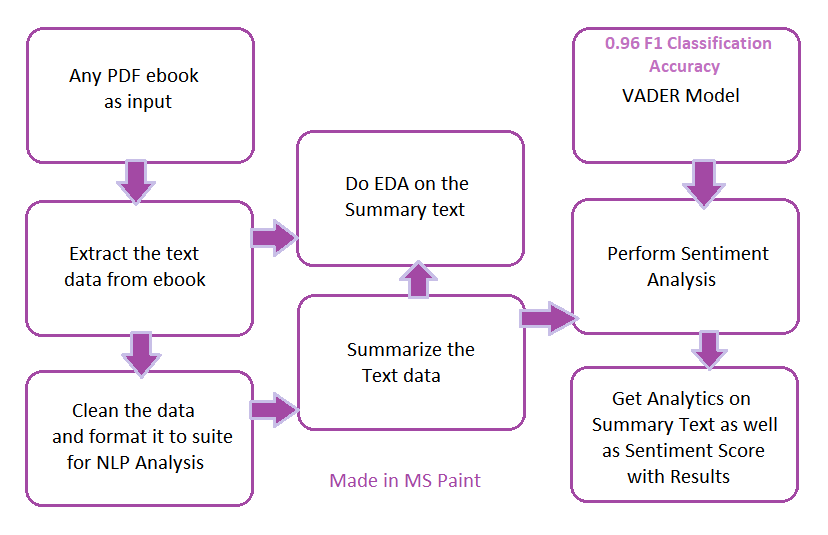 Any PDF ebook
as input
Extract the text
data from ebook
Clean the data
and format it to suite
for NLP Analysis
Do EDA on the
Summary text
Summarize the
Text data
Made in MS Paint
0.96 F1 Classification
Accuracy
VADER Model
Perform Sentiment
Analysis
Get Analytics on
Summary Text as well
as Sentiment Score
with Results